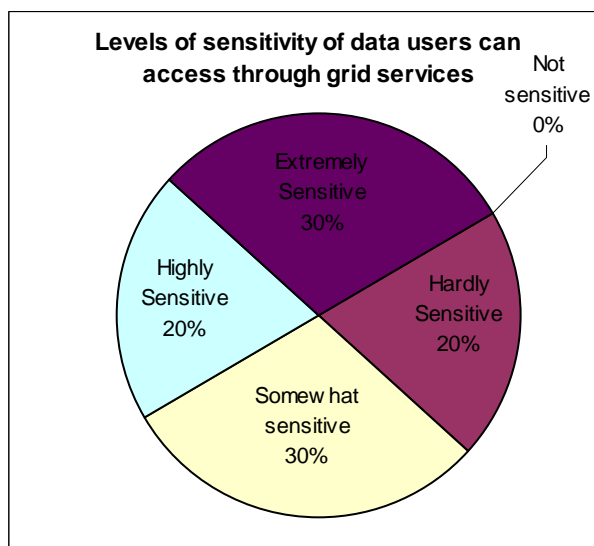 Levels of sensitivity of data users can
access through grid services
Not
sensitive
0%
Extremely
Sensitive
30%
Highly
Sensitive
20%
Hardly
Sensitive
20%
Somew hat
sensitive
30%